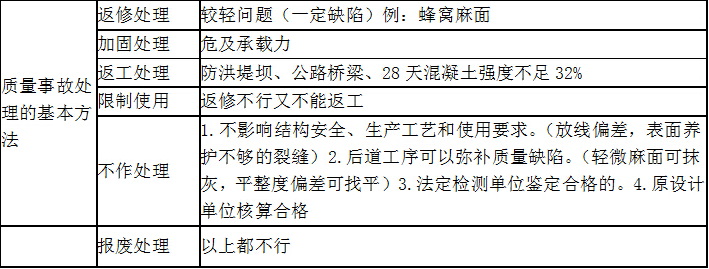 质量事故处
理的基本方
法
返修处理 较轻问题（一定缺陷）例：蜂窝麻面
加固处理 危及承载力
返工处理 防洪堤坝、公路桥梁、28 天混凝土强度不足 32%
限制使用 返修不行又不能返工
不作处理
1.不影响结构安全、生产工艺和使用要求。（放线偏差，表面养
护不够的裂缝）2.后道工序可以弥补质量缺陷。（轻微麻面可抹
灰，平整度偏差可找平）3.法定检测单位鉴定合格的。4.原设计
单位核算合格
报废处理 以上都不行